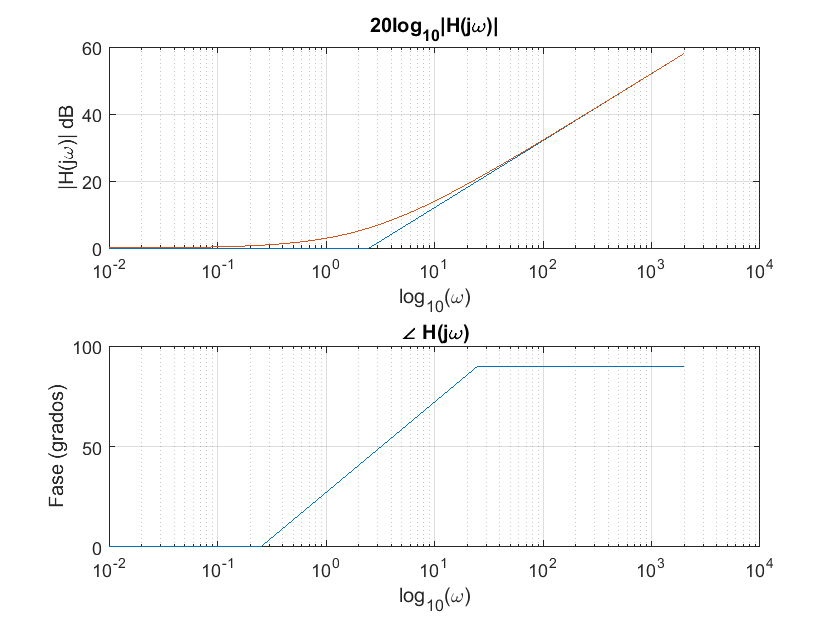 20log₁₀|H(jω)|
|H(jω)| dB
60
40
20
0
10⁻² 10⁻¹ 10⁰ 10¹ 10² 10³ 10⁴
log₁₀(ω)
∠ H(jω)
Fase (grados)
100
50
0
10⁻² 10⁻¹ 10⁰ 10¹ 10² 10³ 10⁴
log₁₀(ω)